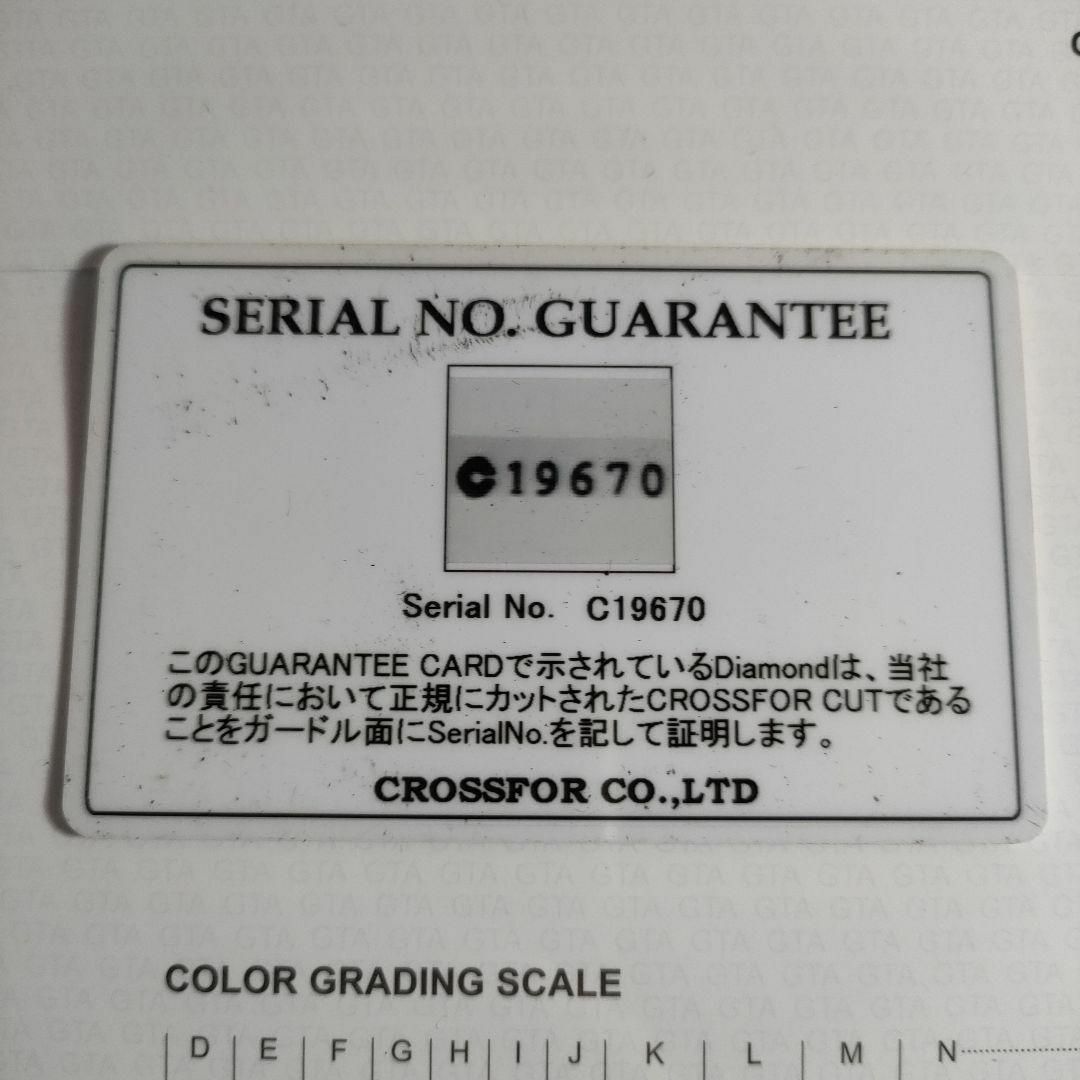 SERIAL NO. GUARANTEE
C19670
Serial No. C19670
このGUARANTEE CARDで示されているDiamondは、当社
の責任において正規にカットされたCROSSFOR CUTである
ことをガードル面にSerialNo.を記して証明します。
CROSSFOR CO.,LTD
COLOR GRADING SCALE
D E F G H I J K L M N